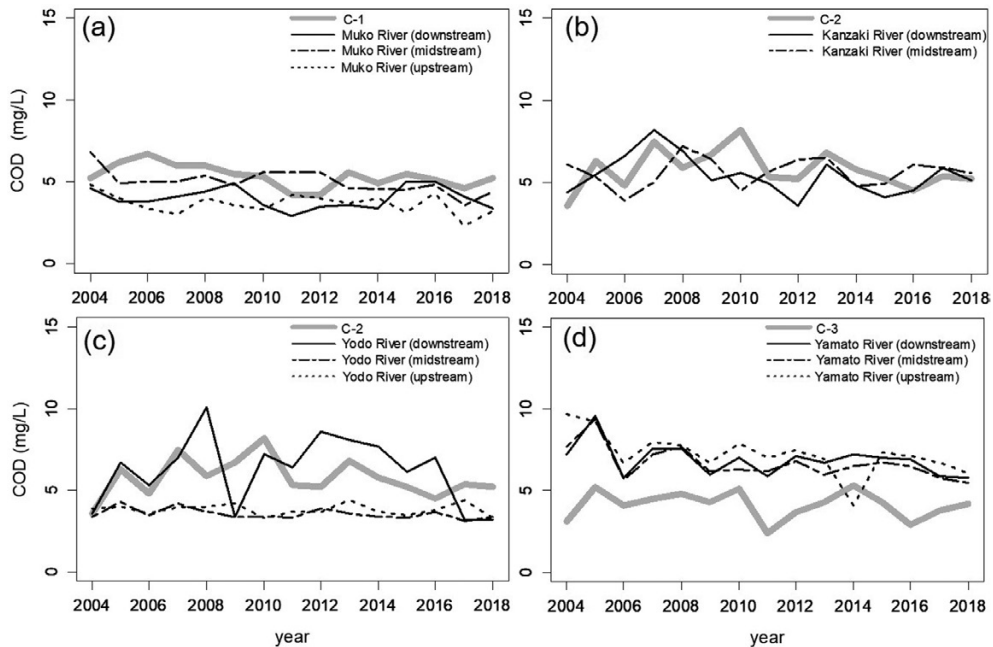 (a)
C-1
Muko River (downstream)
Muko River (midstream)
Muko River (upstream)
COD (mg/L)
15
10
5
0
2004 2006 2008 2010 2012 2014 2016 2018
(b)
C-2
Kanzaki River (downstream)
Kanzaki River (midstream)
15
10
5
0
2004 2006 2008 2010 2012 2014 2016 2018
(c)
C-2
Yodo River (downstream)
Yodo River (midstream)
Yodo River (upstream)
COD (mg/L)
15
10
5
0
2004 2006 2008 2010 2012 2014 2016 2018
year
(d)
C-3
Yamato River (downstream)
Yamato River (midstream)
Yamato River (upstream)
15
10
5
0
2004 2006 2008 2010 2012 2014 2016 2018
year